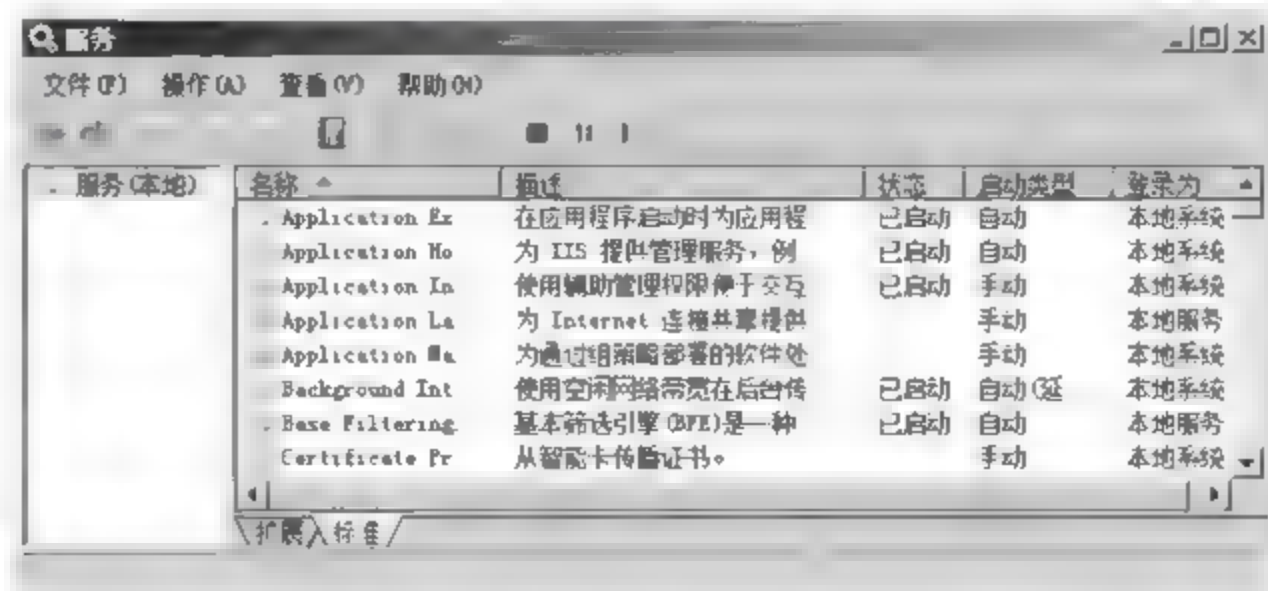 服务
文件(F) 操作(A) 查看(V) 帮助(H)
服务(本地) 名称 描述 状态 启动类型 登录为
Application Ex 在应用程序启动时为应用程 已启动 自动 本地系统
Application Ho 为 IIS 提供管理服务，例 已启动 自动 本地系统
Application In 使用辅助管理权限便于交互 已启动 手动 本地系统
Application La 为 Internet 连接共享提供 手动 本地服务
Application Ma 为通过组策略部署的软件处 手动 本地系统
Background Int 使用空闲网络带宽在后台传 已启动 自动(延 本地系统
Base Filtering 基本筛选引擎(BFE)是一种 已启动 自动 本地服务
Certificate Pr 从智能卡传播证书。 手动 本地系统
扩展 标准